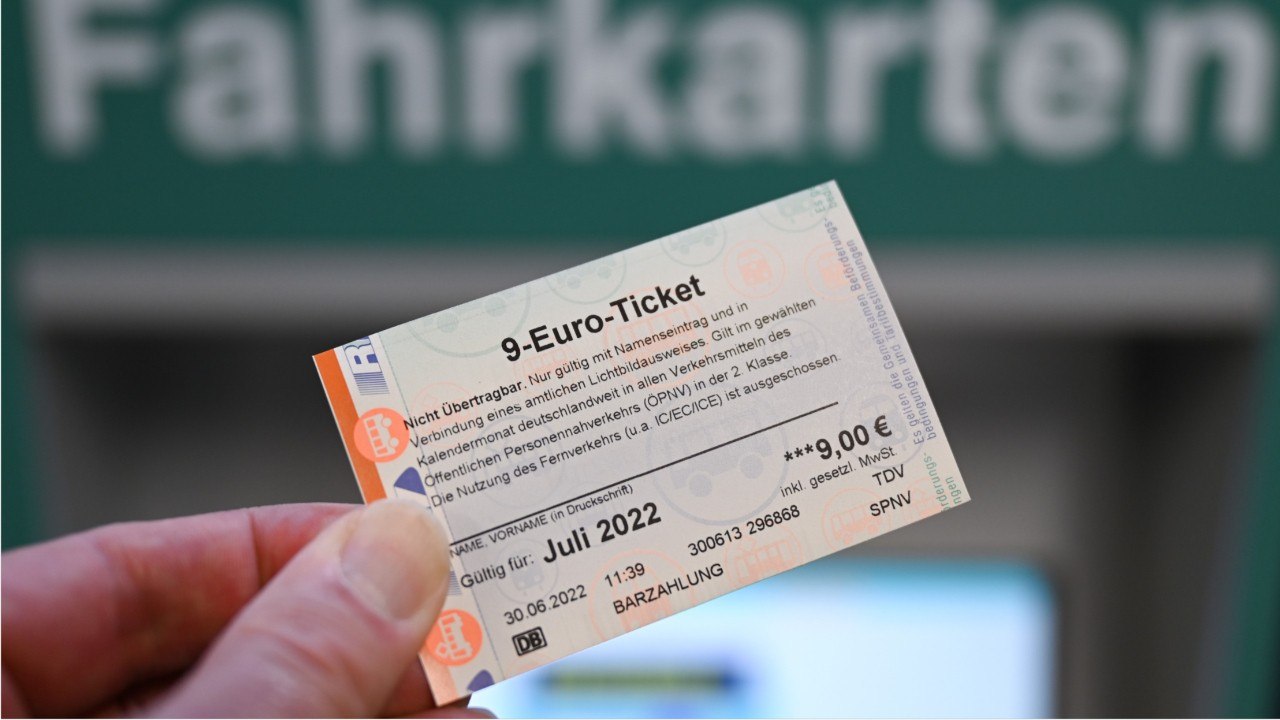 Fahrkarten
9-Euro-Ticket
Nicht Übertragbar. Nur gültig mit Namenseintrag und in
Verbindung eines amtlichen Lichtbildausweises. Gilt im gewählten
Kalendermonat deutschlandweit in allen Verkehrsmitteln des
Öffentlichen Personennahverkehrs (ÖPNV) in der 2. Klasse.
Die Nutzung des Fernverkehrs (u.a. IC/EC/ICE) ist ausgeschossen.
***9,00 €
NAME, VORNAME (in Druckschrift)
inkl. gesetzl. MwSt.
Gültig für: Juli 2022
TDV
30.06.2022 11:39 300613 296868
SPNV
BARZAHLUNG
DB
Es gelten die Gemeinsamen Beförderungs-
bedingungen und Tarifbestimmungen